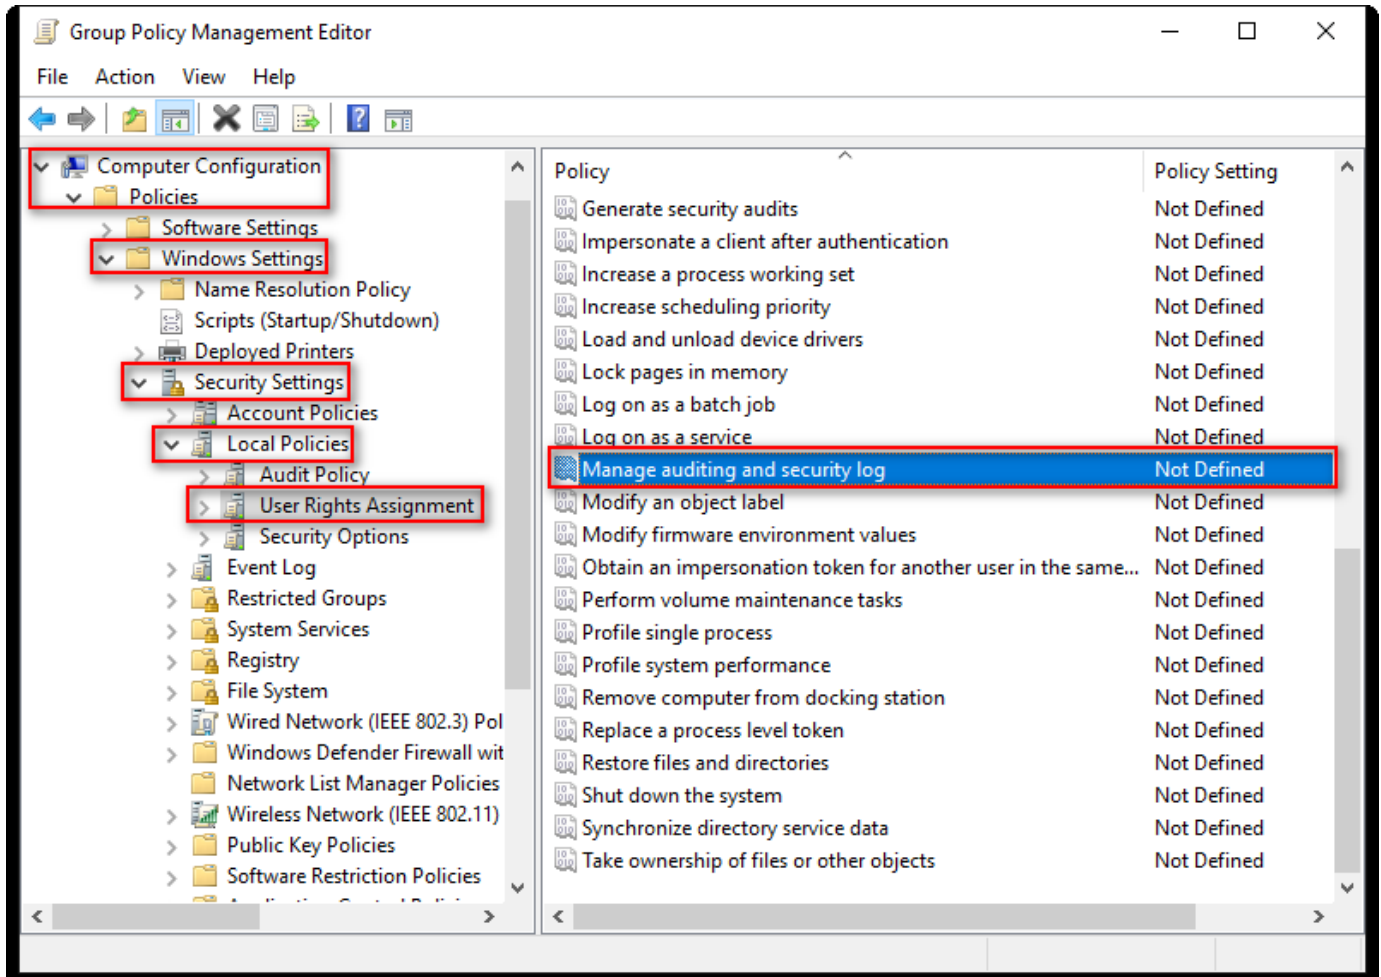 Group Policy Management Editor
File Action View Help
Computer Configuration
Policies
Software Settings
Windows Settings
Name Resolution Policy
Scripts (Startup/Shutdown)
Deployed Printers
Security Settings
Account Policies
Local Policies
Audit Policy
User Rights Assignment
Security Options
Event Log
Restricted Groups
System Services
Registry
File System
Wired Network (IEEE 802.3) Pol
Windows Defender Firewall wit
Network List Manager Policies
Wireless Network (IEEE 802.11)
Public Key Policies
Software Restriction Policies
Policy Policy Setting
Generate security audits Not Defined
Impersonate a client after authentication Not Defined
Increase a process working set Not Defined
Increase scheduling priority Not Defined
Load and unload device drivers Not Defined
Lock pages in memory Not Defined
Log on as a batch job Not Defined
Log on as a service Not Defined
Manage auditing and security log Not Defined
Modify an object label Not Defined
Modify firmware environment values Not Defined
Obtain an impersonation token for another user in the same... Not Defined
Perform volume maintenance tasks Not Defined
Profile single process Not Defined
Profile system performance Not Defined
Remove computer from docking station Not Defined
Replace a process level token Not Defined
Restore files and directories Not Defined
Shut down the system Not Defined
Synchronize directory service data Not Defined
Take ownership of files or other objects Not Defined